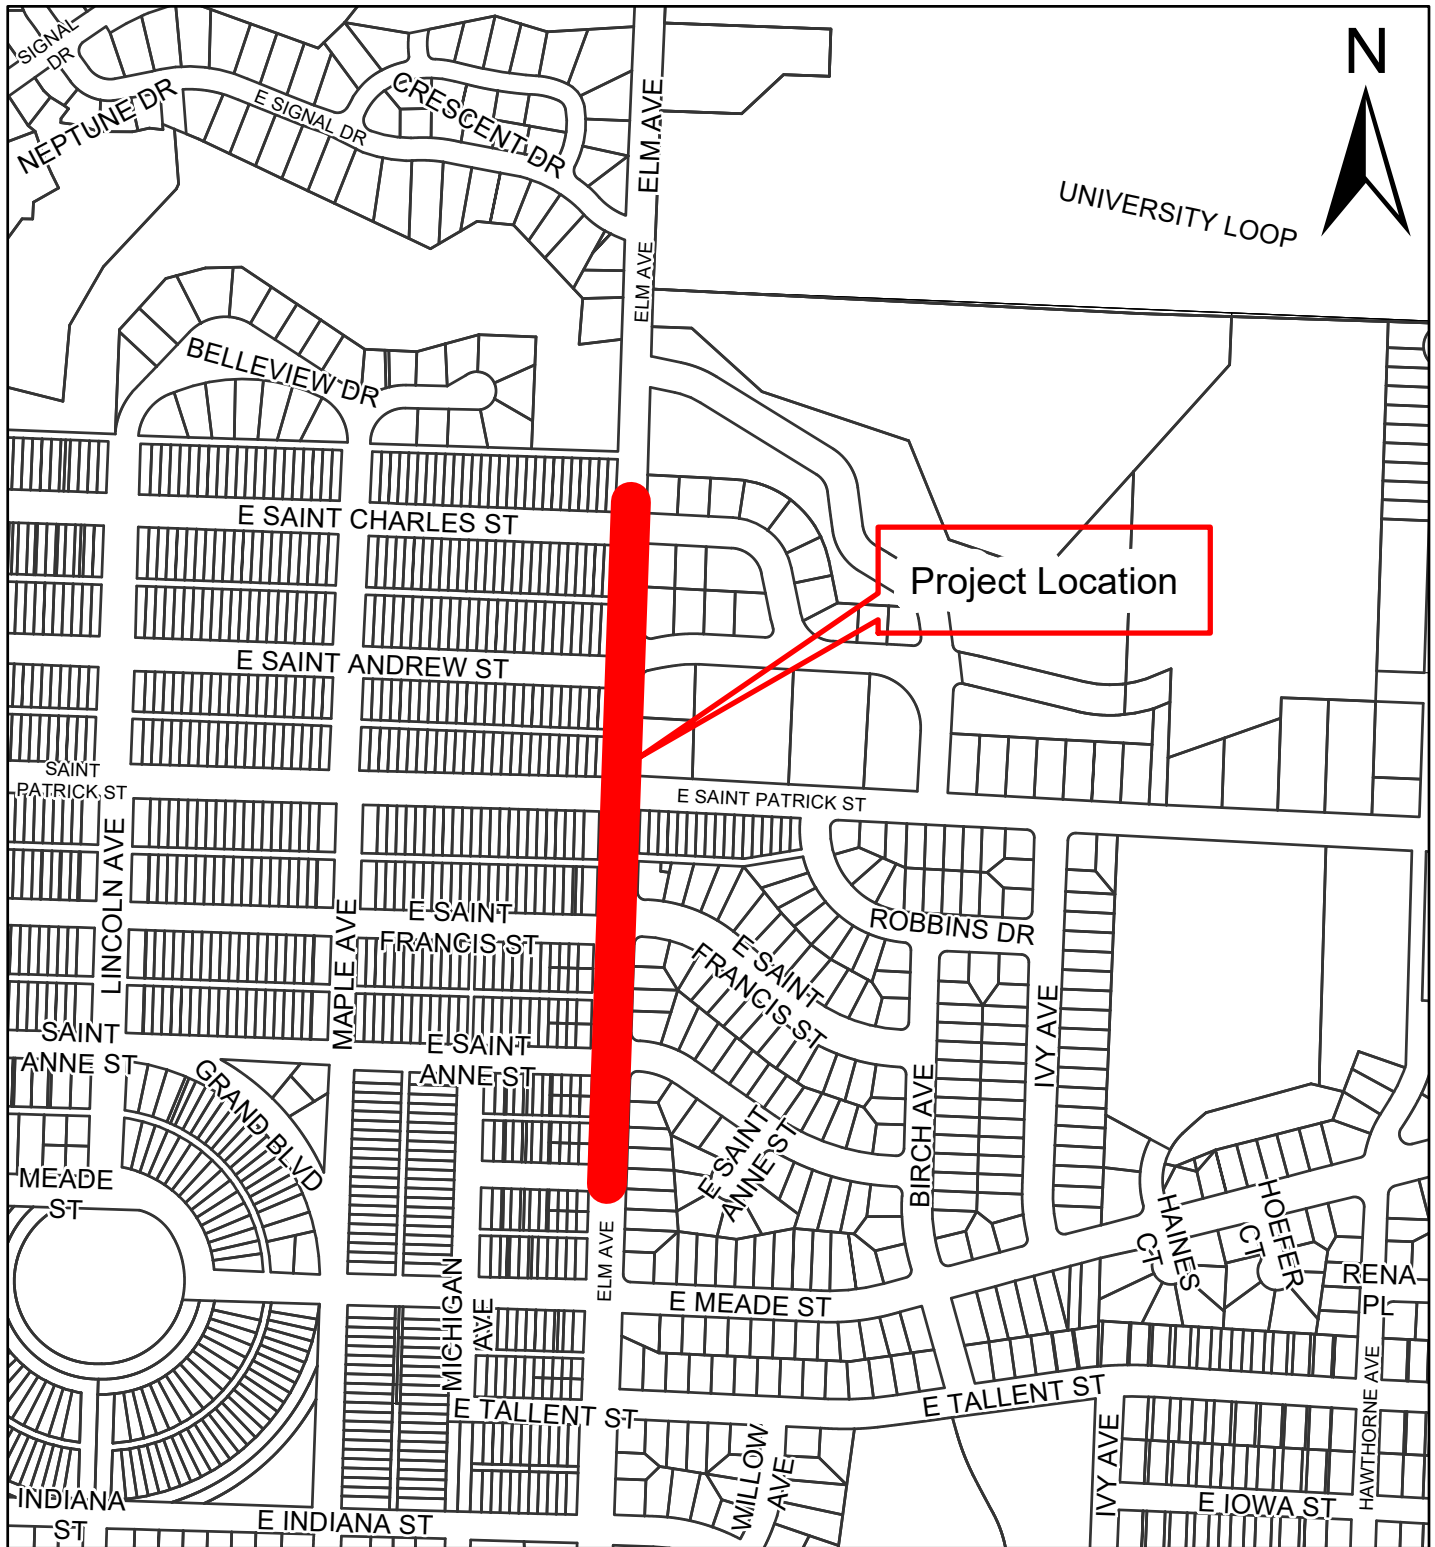 SIGNAL
DR
NEPTUNE DR
E SIGNAL DR
CRESCENT DR
ELM AVE
N
UNIVERSITY LOOP
ELM AVE
BELLEVIEW DR
E SAINT CHARLES ST
Project Location
E SAINT ANDREW ST
SAINT
PATRICK ST
E SAINT PATRICK ST
LINCOLN AVE
MAPLE AVE
E SAINT
FRANCIS ST
ROBBINS DR
E SAINT
FRANCIS ST
IVY AVE
SAINT
ANNE ST
E SAINT
ANNE ST
GRAND BLVD
BIRCH AVE
E SAINT
ANNE ST
MEADE
ST
HAINES
CT
HOEFER
CT
ELM AVE
MICHIGAN
AVE
E MEADE ST
RENA
PL
HAWTHORNE AVE
E TALLENT ST
E TALLENT ST
WILLOW
AVE
IVY AVE
INDIANA
ST
E INDIANA ST
E IOWA ST